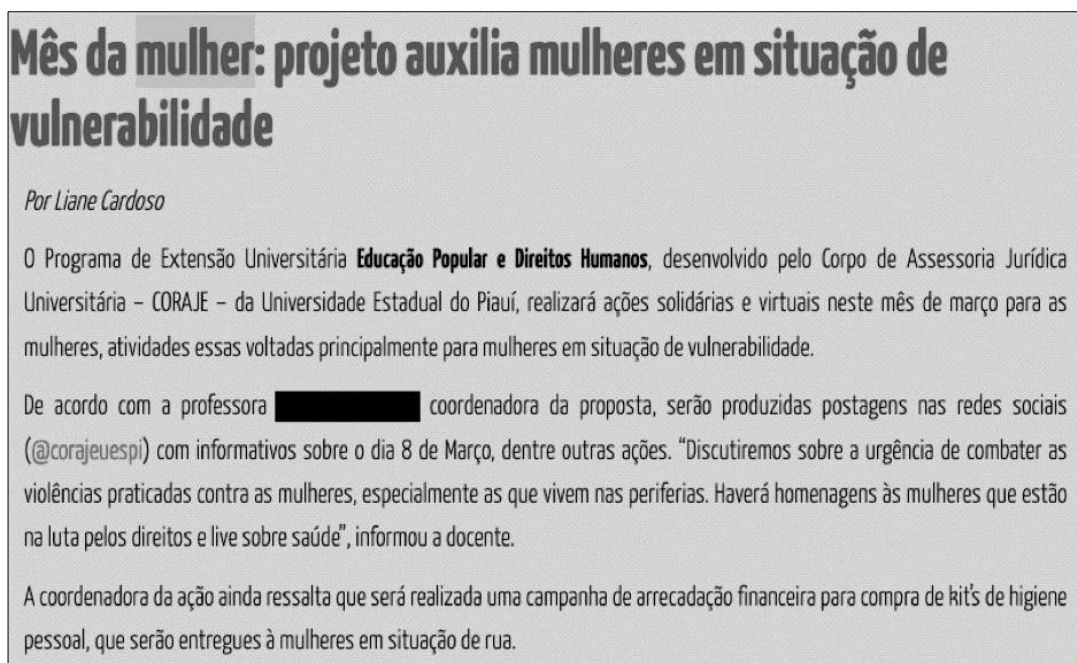 Mês da mulher: projeto auxilia mulheres em situação de
vulnerabilidade
Por Liane Cardoso
O Programa de Extensão Universitária Educação Popular e Direitos Humanos, desenvolvido pelo Corpo de Assessoria Jurídica
Universitária – CORAJE – da Universidade Estadual do Piauí, realizará ações solidárias e virtuais neste mês de março para as
mulheres, atividades essas voltadas principalmente para mulheres em situação de vulnerabilidade.
De acordo com a professora coordenadora da proposta, serão produzidas postagens nas redes sociais
(@corajeuespi) com informativos sobre o dia 8 de Março, dentre outras ações. “Discutiremos sobre a urgência de combater as
violências praticadas contra as mulheres, especialmente as que vivem nas periferias. Haverá homenagens às mulheres que estão
na luta pelos direitos e live sobre saúde”, informou a docente.
A coordenadora da ação ainda ressalta que será realizada uma campanha de arrecadação financeira para compra de kit's de higiene
pessoal, que serão entregues à mulheres em situação de rua.